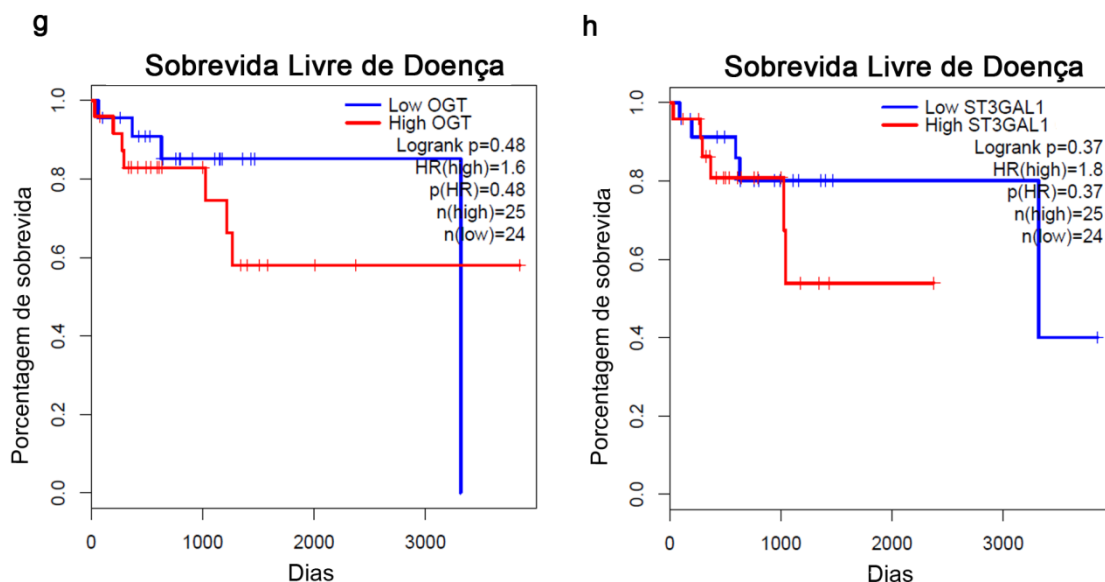 g
Sobrevida Livre de Doença
Low OGT
High OGT
Logrank p=0.48
HR(high)=1.6
p(HR)=0.48
n(high)=25
n(low)=24
Porcentagem de sobrevida
1.0
0.8
0.6
0.4
0.2
0.0
0
1000
2000
3000
Dias
h
Sobrevida Livre de Doença
Low ST3GAL1
High ST3GAL1
Logrank p=0.37
HR(high)=1.8
p(HR)=0.37
n(high)=25
n(low)=24
Porcentagem de sobrevida
1.0
0.8
0.6
0.4
0.2
0.0
0
1000
2000
3000
Dias